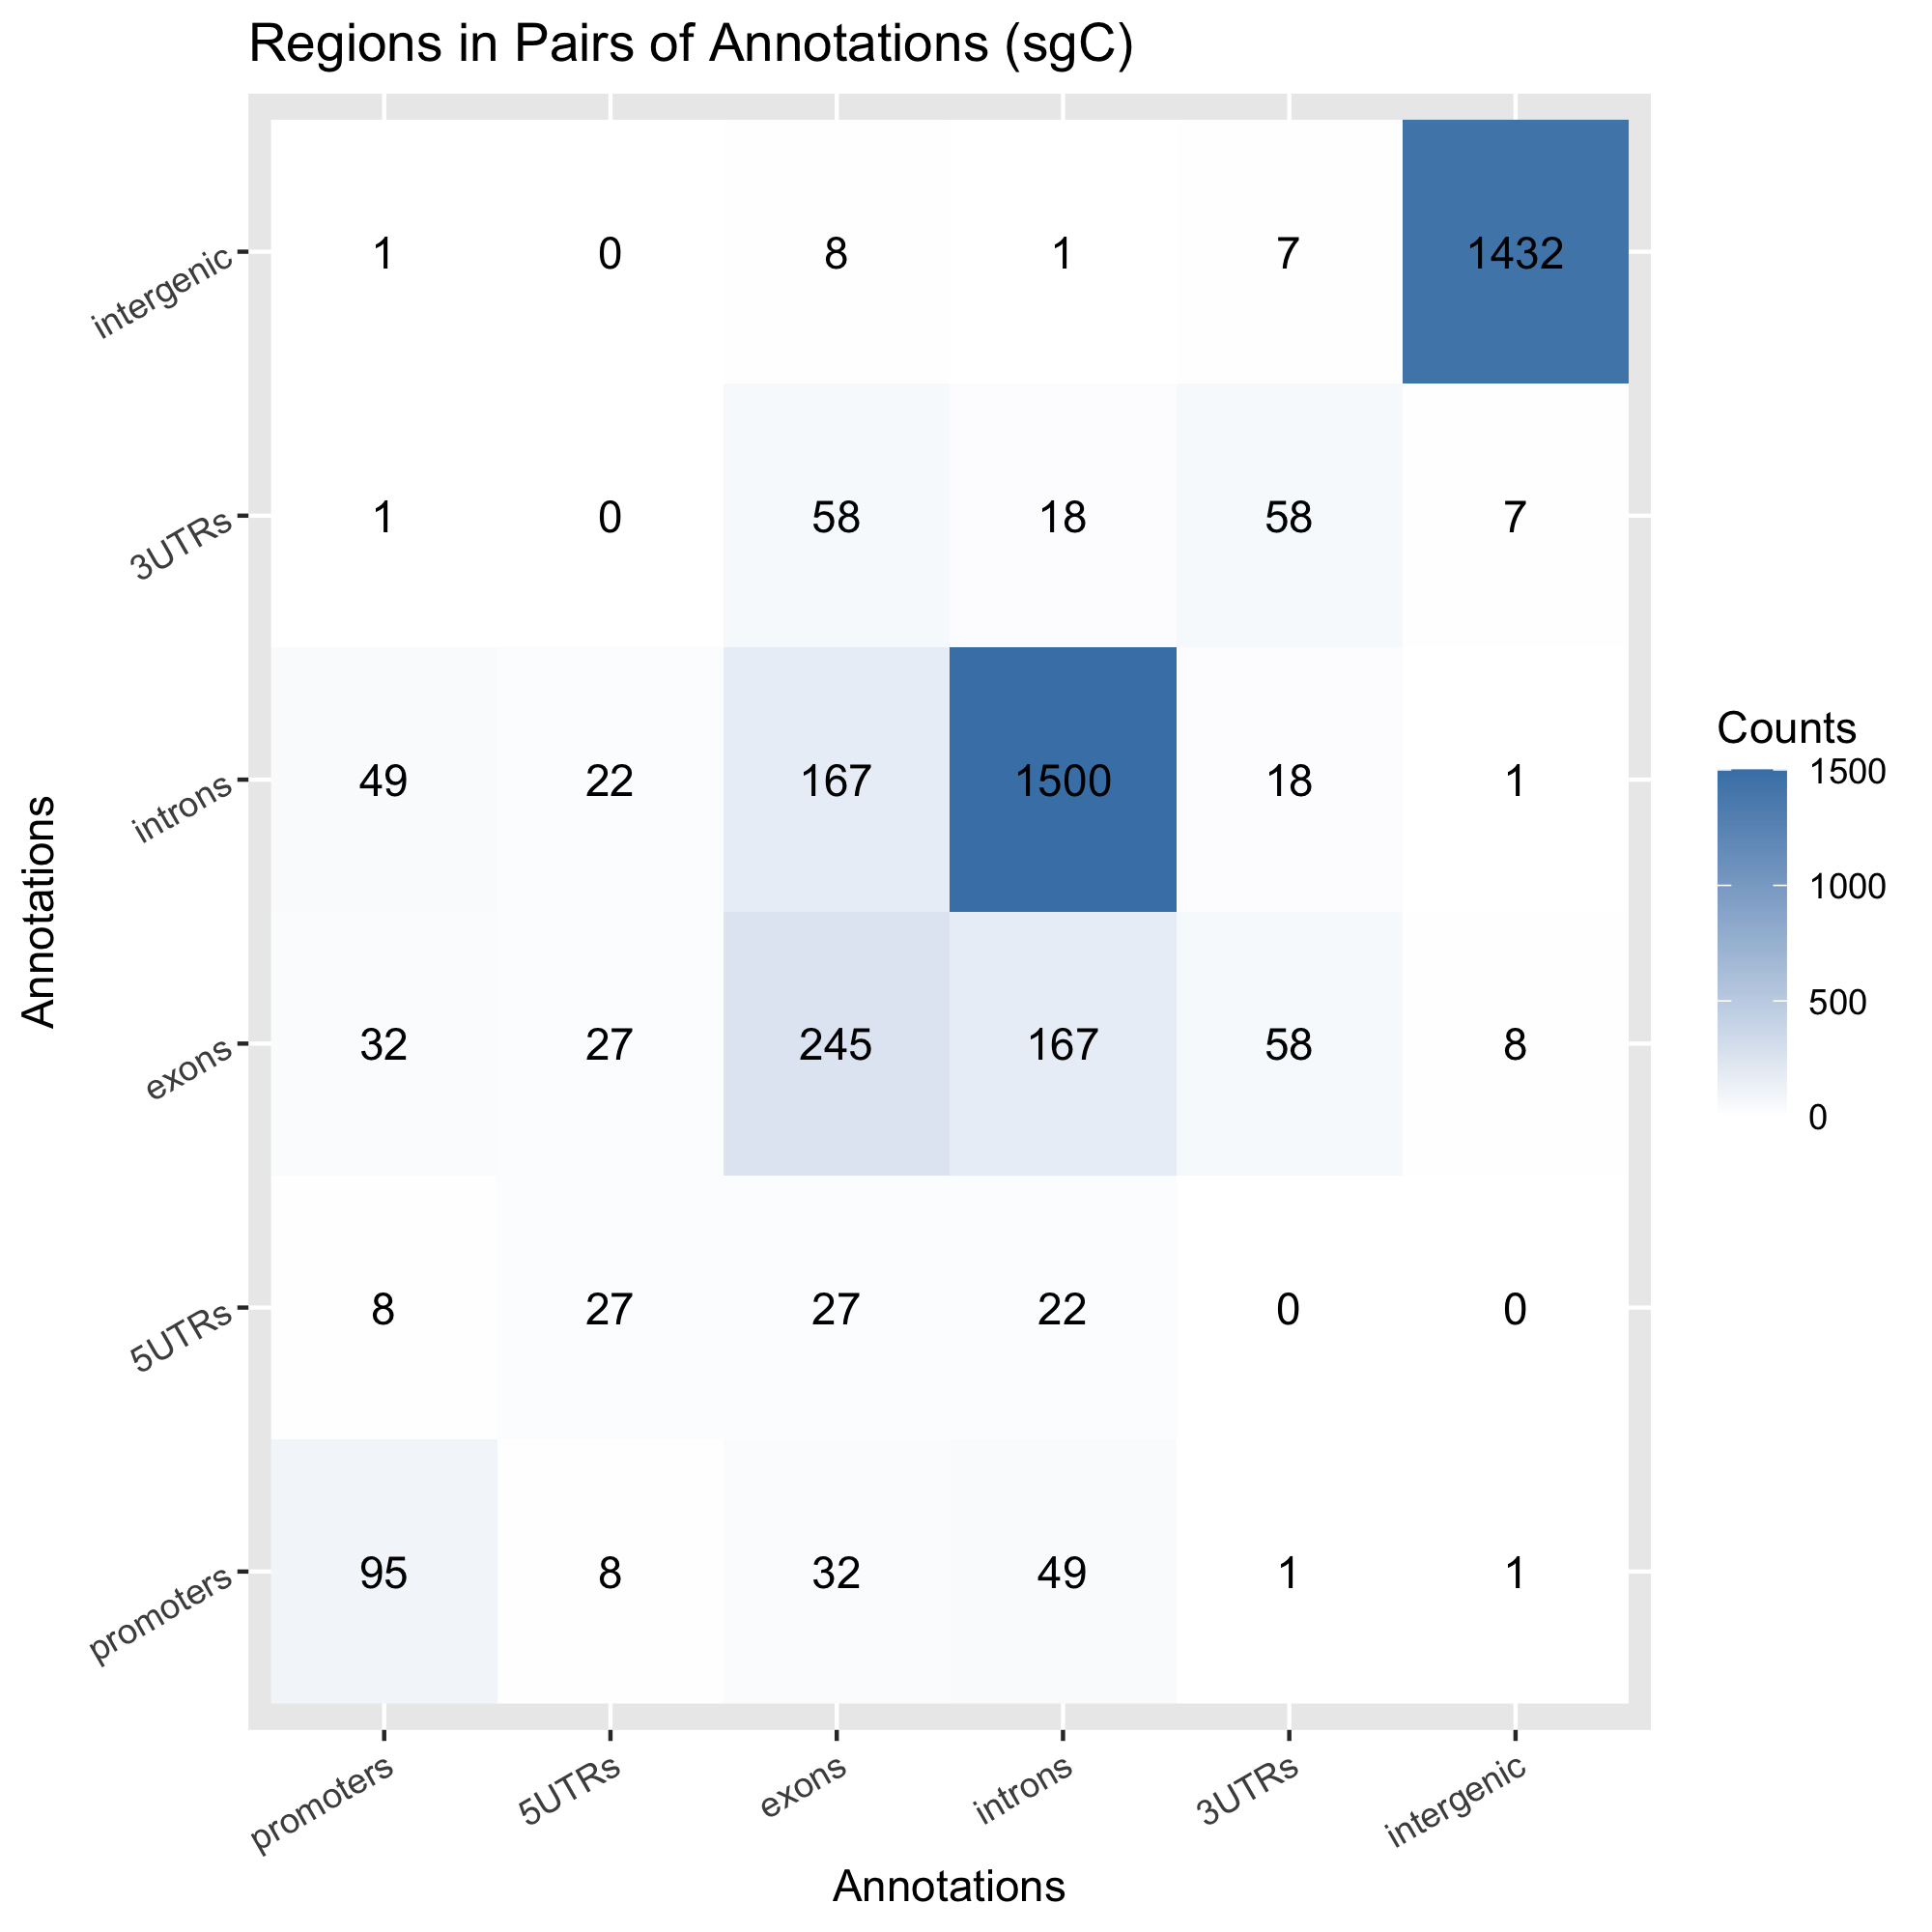 Regions in Pairs of Annotations (sgC)
intergenic 1 0 8 1 7 1432
3UTRs 1 0 58 18 58 7
introns 49 22 167 1500 18 1
exons 32 27 245 167 58 8
5UTRs 8 27 27 22 0 0
promoters 95 8 32 49 1 1
promoters 5UTRs exons introns 3UTRs intergenic
Annotations
Annotations
Counts
1500
1000
500
0